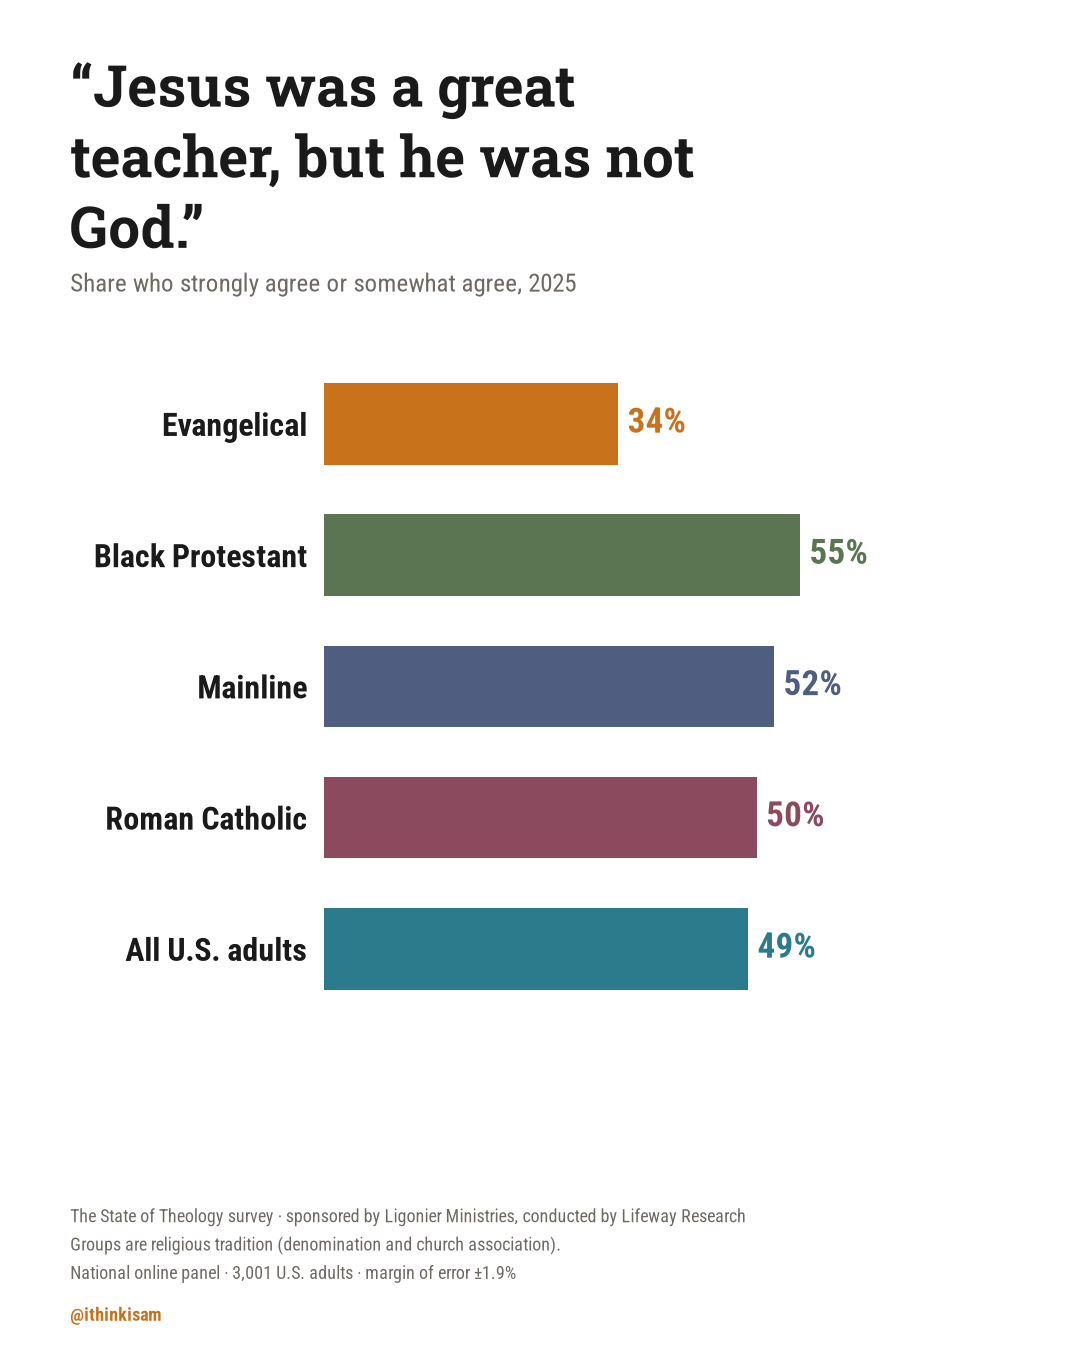 “Jesus was a great
teacher, but he was not
God.”
Share who strongly agree or somewhat agree, 2025
Evangelical 34%
Black Protestant 55%
Mainline 52%
Roman Catholic 50%
All U.S. adults 49%
The State of Theology survey · sponsored by Ligonier Ministries, conducted by Lifeway Research
Groups are religious tradition (denomination and church association).
National online panel · 3,001 U.S. adults · margin of error ±1.9%
@ithinkisam